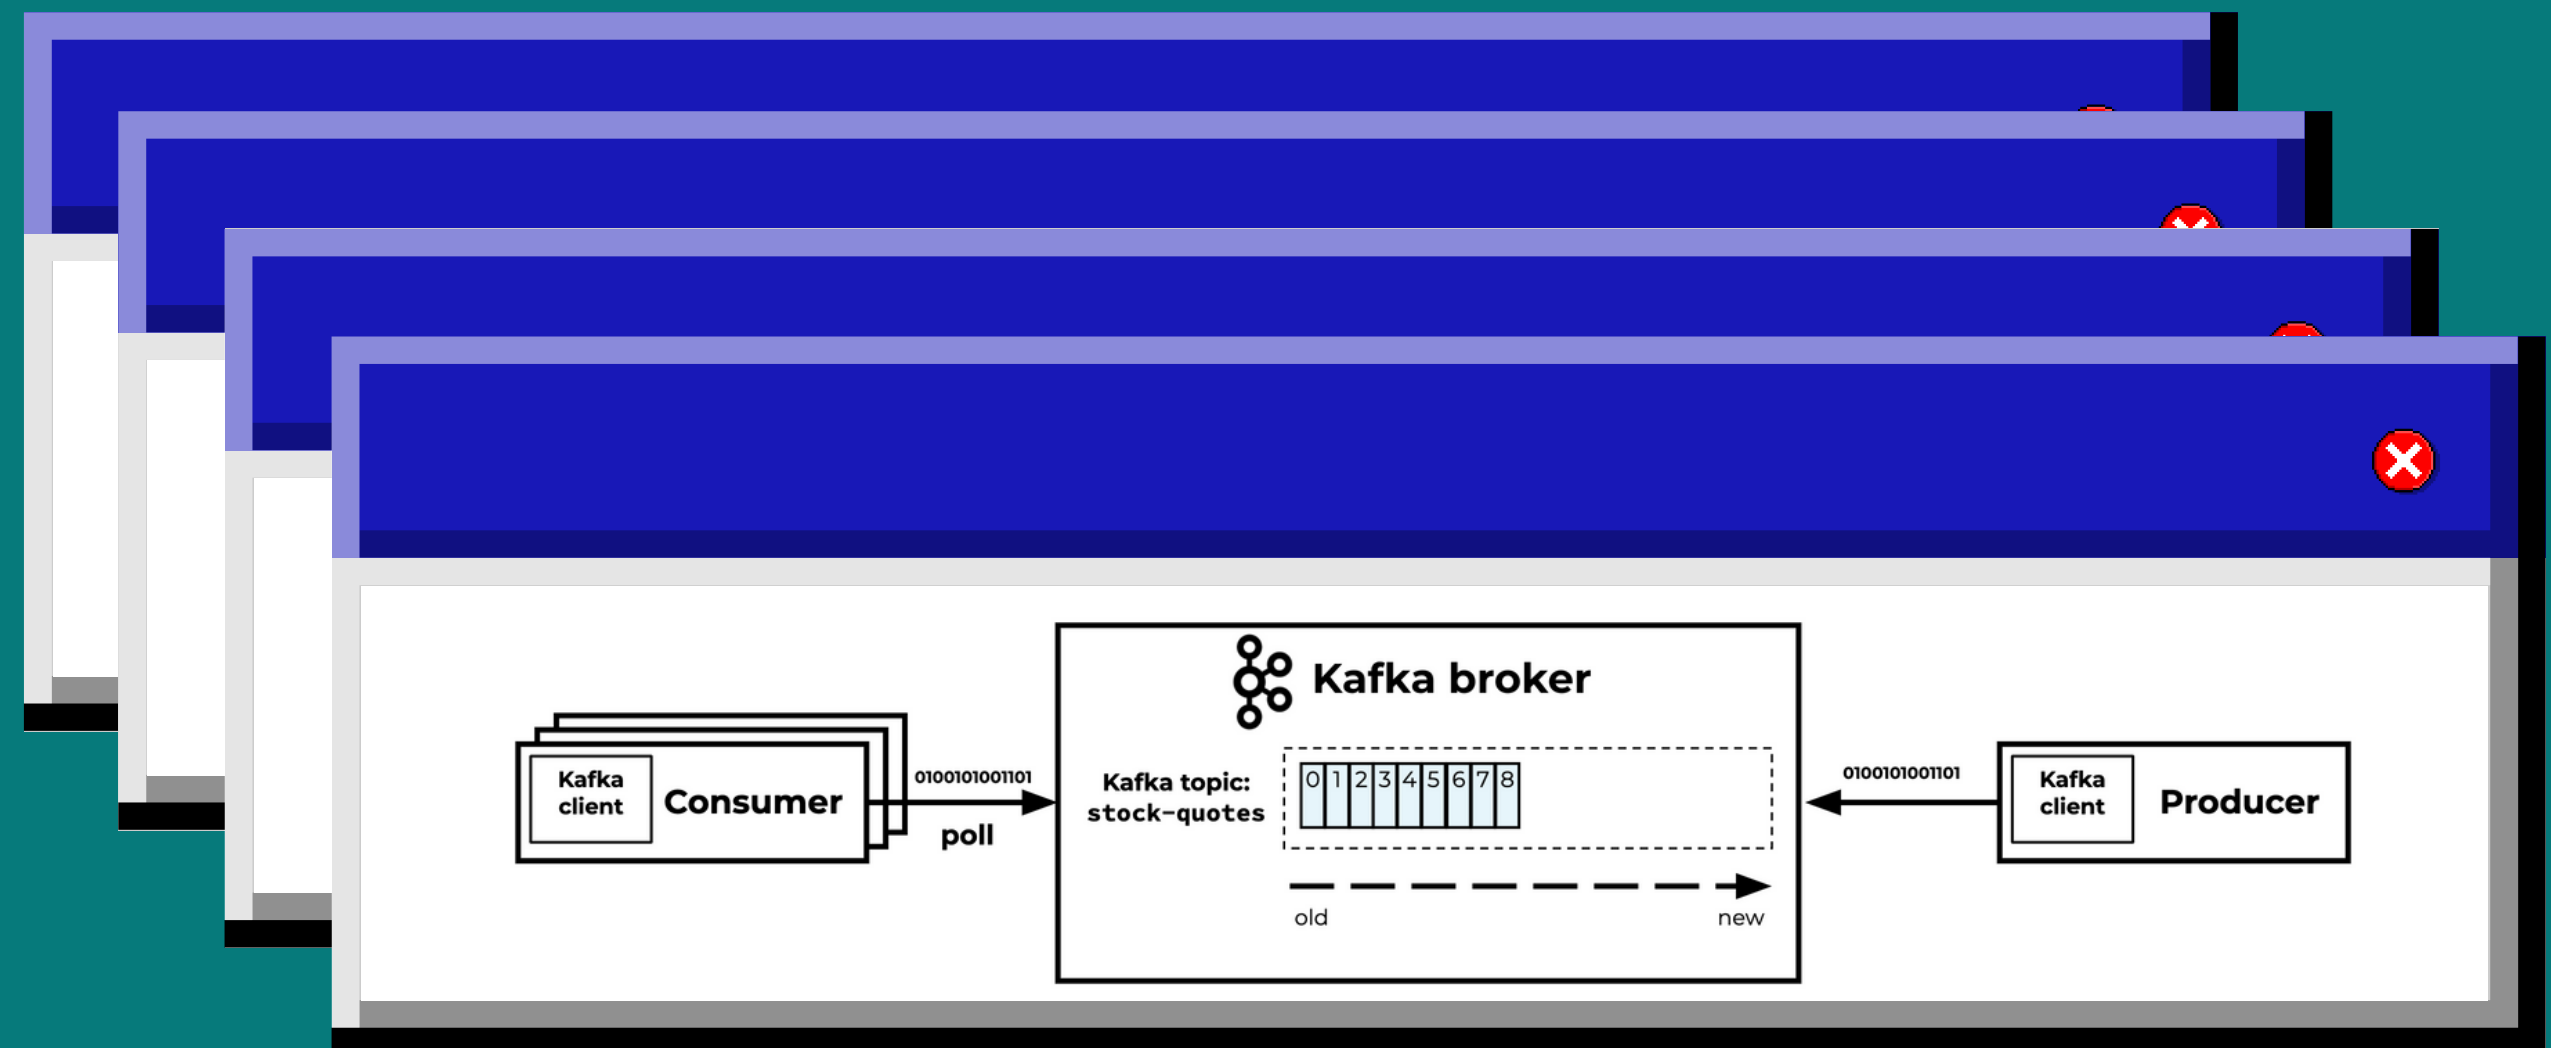 Kafka broker
Kafka
client
Consumer
0100101001101
poll
Kafka topic:
stock-quotes
0 1 2 3 4 5 6 7 8
old
new
0100101001101
Kafka
client
Producer